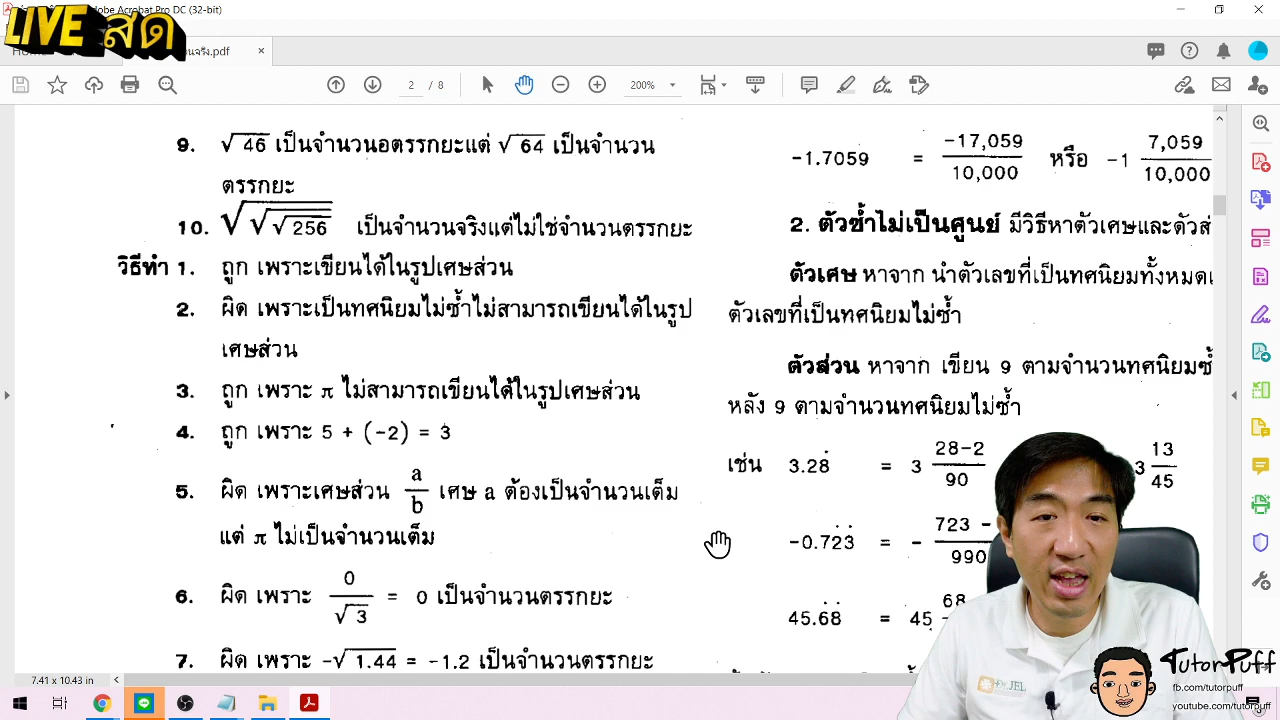 LIVE สด
Adobe Acrobat Pro DC (32-bit)
นจริง.pdf
2 / 8
200%
9. √46 เป็นจำนวนอตรรกยะแต่ √64 เป็นจำนวน
ตรรกยะ
10. √√√256 เป็นจำนวนจริงแต่ไม่ใช่จำนวนตรรกยะ
วิธีทำ 1. ถูก เพราะเขียนได้ในรูปเศษส่วน
2. ผิด เพราะเป็นทศนิยมไม่ซ้ำไม่สามารถเขียนได้ในรูป
เศษส่วน
3. ถูก เพราะ π ไม่สามารถเขียนได้ในรูปเศษส่วน
4. ถูก เพราะ 5 + (-2) = 3
5. ผิด เพราะเศษส่วน a/b เศษ a ต้องเป็นจำนวนเต็ม
แต่ π ไม่เป็นจำนวนเต็ม
6. ผิด เพราะ 0/√3 = 0 เป็นจำนวนตรรกยะ
7. ผิด เพราะ -√1.44 = -1.2 เป็นจำนวนตรรกยะ
-1.7059 = -17,059/10,000 หรือ -1 7,059/10,000
2. ตัวซ้ำไม่เป็นศูนย์ มีวิธีหาตัวเศษและตัวส่
ตัวเศษ หาจาก นำตัวเลขที่เป็นทศนิยมทั้งหมด
ตัวเลขที่เป็นทศนิยมไม่ซ้ำ
ตัวส่วน หาจาก เขียน 9 ตามจำนวนทศนิยมซ้
หลัง 9 ตามจำนวนทศนิยมไม่ซ้ำ
เช่น 3.28̇ = 3 28-2/90 3 13/45
-0.72̇3̇ = - 723 - /990
45.6̇8̇ = 45 68
7.41 x 10.43 in
Dr.JEL
TUTORPUFF
fb.com/tutorpuff
youtube.com/tutorpuff